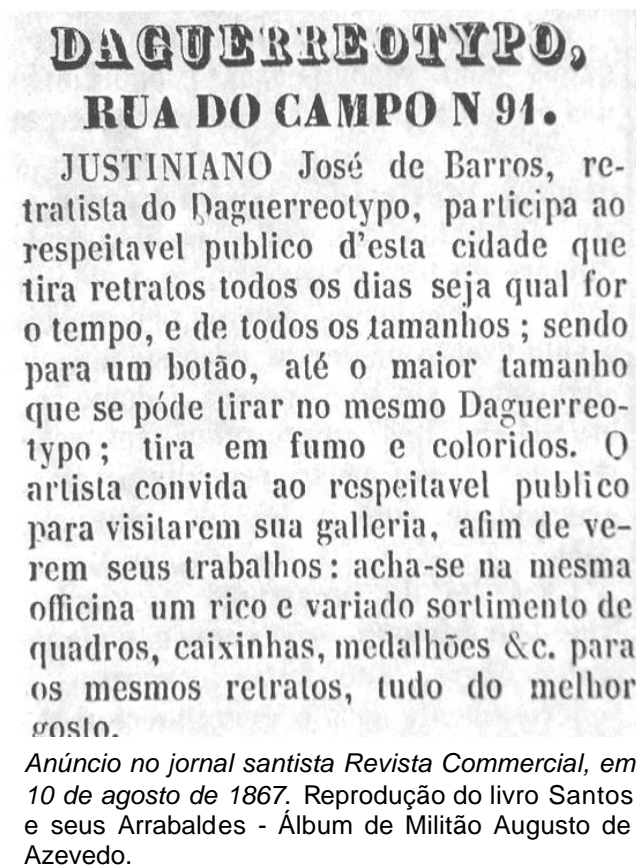 DAGUERREOTYPO,
RUA DO CAMPO N 91.
JUSTINIANO José de Barros, re-
tratista do Daguerreotypo, participa ao
respeitavel publico d'esta cidade que
tira retratos todos os dias seja qual for
o tempo, e de todos os tamanhos ; sendo
para um botão, até o maior tamanho
que se póde tirar no mesmo Daguerreo-
typo ; tira em fumo e coloridos. O
artista convida ao respeitavel publico
para visitarem sua galleria, afim de ve-
rem seus trabalhos : acha-se na mesma
officina um rico e variado sortimento de
quadros, caixinhas, medalhões &c. para
os mesmos retratos, tudo do melhor
gosto.
Anúncio no jornal santista Revista Commercial, em
10 de agosto de 1867. Reprodução do livro Santos
e seus Arrabaldes - Álbum de Militão Augusto de
Azevedo.